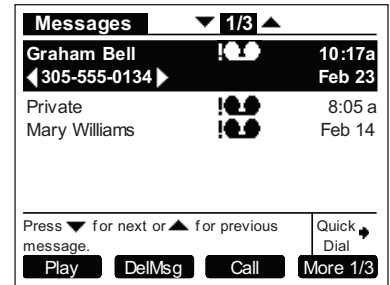 Messages ▼ 1/3 ▲
Graham Bell ! 10:17a
◀305-555-0134▶ Feb 23
Private ! 8:05 a
Mary Williams ! Feb 14
Press ▼ for next or ▲ for previous
message.
Quick
Dial
Play DelMsg Call More 1/3